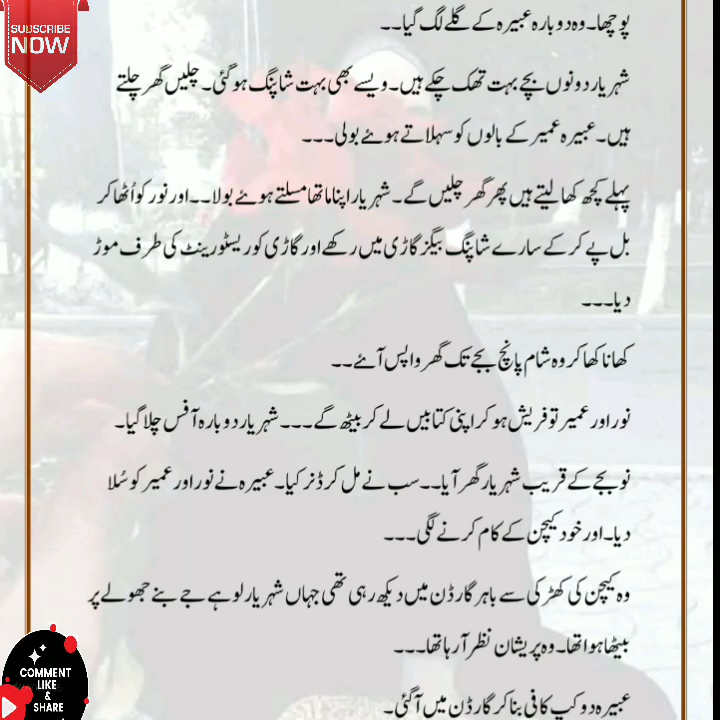 SUBSCRIBE
NOW
پوچھا۔ وہ دوبارہ عبیرہ کے گلے لگ گیا۔۔
شہریار دونوں بچے بہت تھک چکے ہیں۔ ویسے بھی بہت شاپنگ ہو گئی۔ چلیں گھر چلتے
ہیں۔ عبیرہ عمیر کے بالوں کو سہلاتے ہوئے بولی۔۔۔
پہلے کچھ کھا لیتے ہیں پھر گھر چلیں گے۔ شہریار اپنا ماتھا مسلتے ہوئے بولا۔۔ اور نور کو اُٹھا کر
بل پے کر کے سارے شاپنگ بیگز گاڑی میں رکھے اور گاڑی کو ریسٹورینٹ کی طرف موڑ
دیا۔۔۔
کھانا کھا کر وہ شام پانچ بجے تک گھر واپس آئے۔۔
نور اور عمیر تو فریش ہو کر اپنی کتابیں لے کر بیٹھ گے۔۔۔ شہریار دوبارہ آفس چلا گیا۔
نو بجے کے قریب شہریار گھر آیا۔۔ سب نے مل کر ڈنر کیا۔ عبیرہ نے نور اور عمیر کو سُلا
دیا۔ اور خود کیچن کے کام کرنے لگی۔۔۔
وہ کیچن کی کھڑکی سے باہر گارڈن میں دیکھ رہی تھی جہاں شہریار لوہے جے بنے جھولے پر
بیٹھا ہوا تھا۔ وہ پریشان نظر آ رہا تھا۔۔۔
عبیرہ دو کپ کافی بنا کر گارڈن میں آ گئی۔
COMMENT
LIKE
&
SHARE